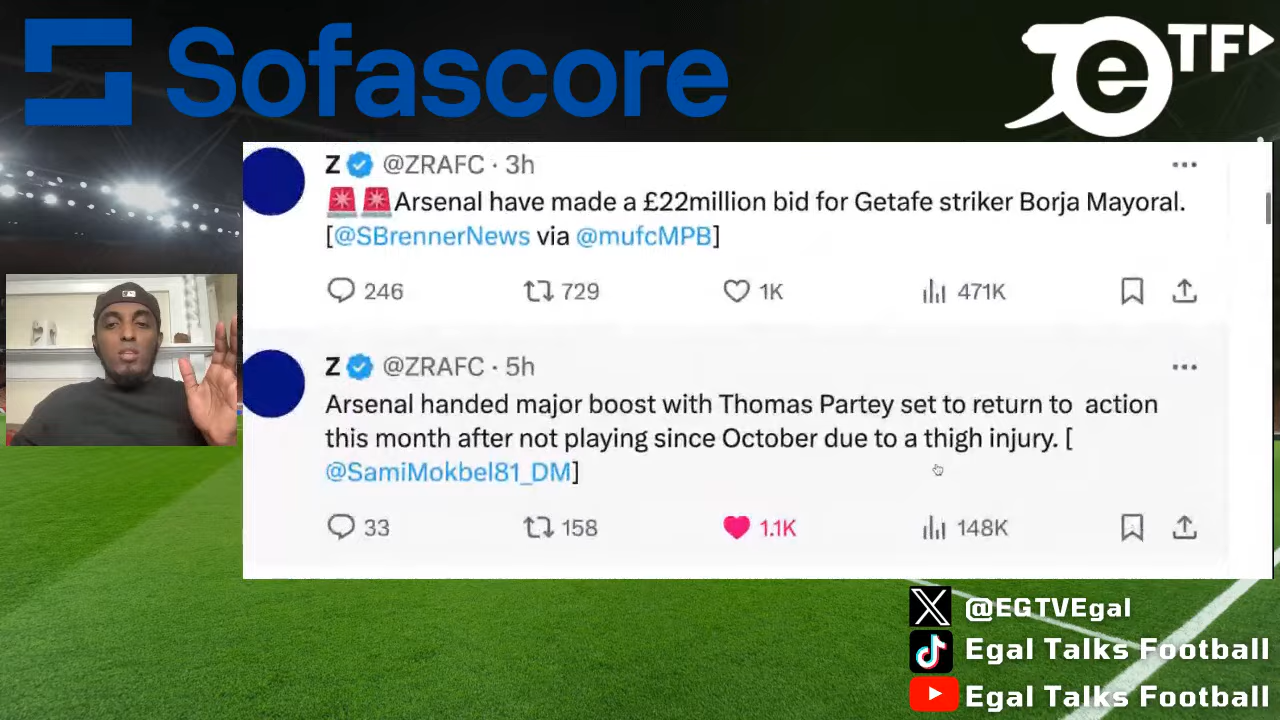 Sofascore
e TF
Z @ZRAFC · 3h
🚨🚨Arsenal have made a £22million bid for Getafe striker Borja Mayoral.
[@SBrennerNews via @mufcMPB]
246 729 1K 471K
Z @ZRAFC · 5h
Arsenal handed major boost with Thomas Partey set to return to action
this month after not playing since October due to a thigh injury. [
@SamiMokbel81_DM]
33 158 1.1K 148K
@EGTVEgal
Egal Talks Football
Egal Talks Football